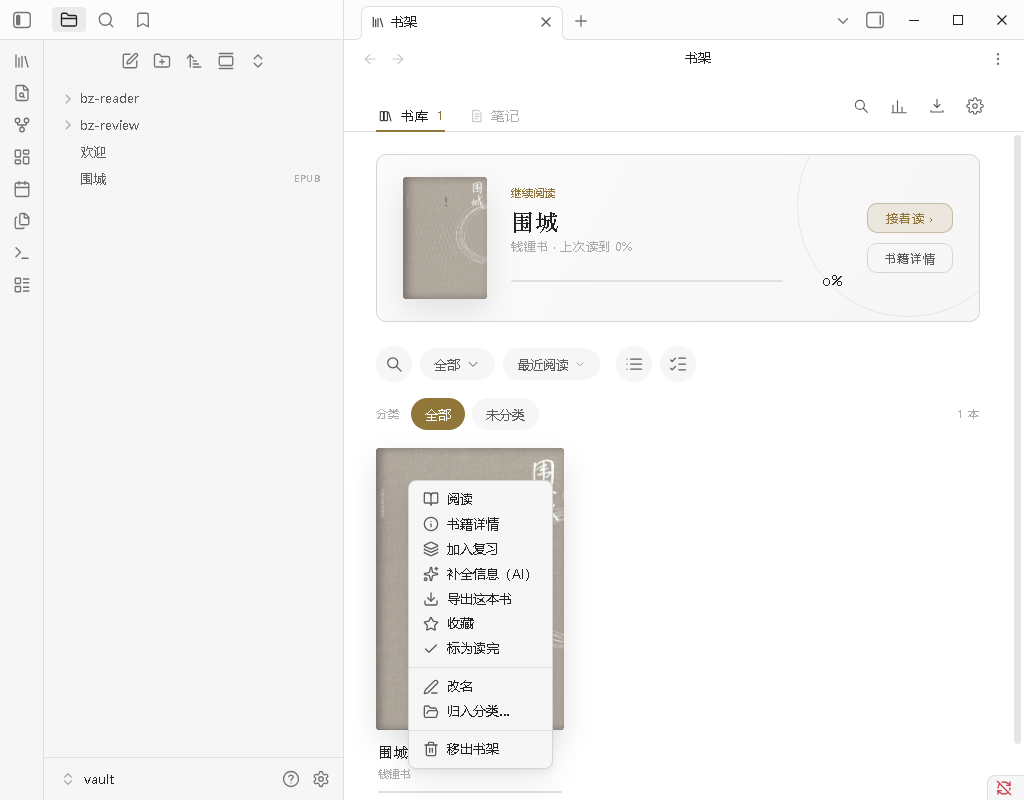 书架
书架
bz-reader
bz-review
欢迎
围城 EPUB
书库 1 笔记
围城
继续阅读
围城
钱锺书 · 上次读到 0%
0%
接着读 ›
书籍详情
全部 最近阅读
分类 全部 未分类 1 本
围城
阅读
书籍详情
加入复习
补全信息（AI）
导出这本书
收藏
标为读完
改名
归入分类...
移出书架
围城
钱锺书
vault